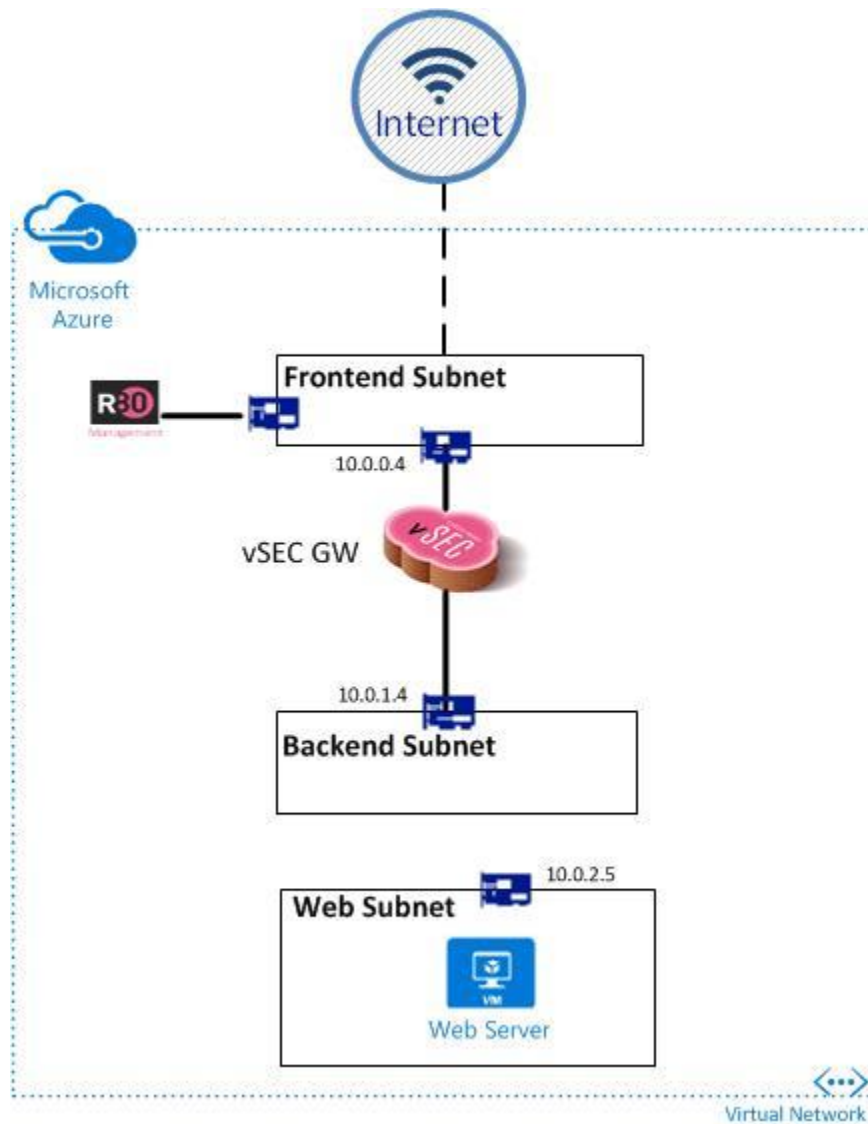 Internet
Microsoft
Azure
Frontend Subnet
R80
Management
10.0.0.4
vSEC GW
vSEC
10.0.1.4
Backend Subnet
10.0.2.5
Web Subnet
VM
Web Server
Virtual Network